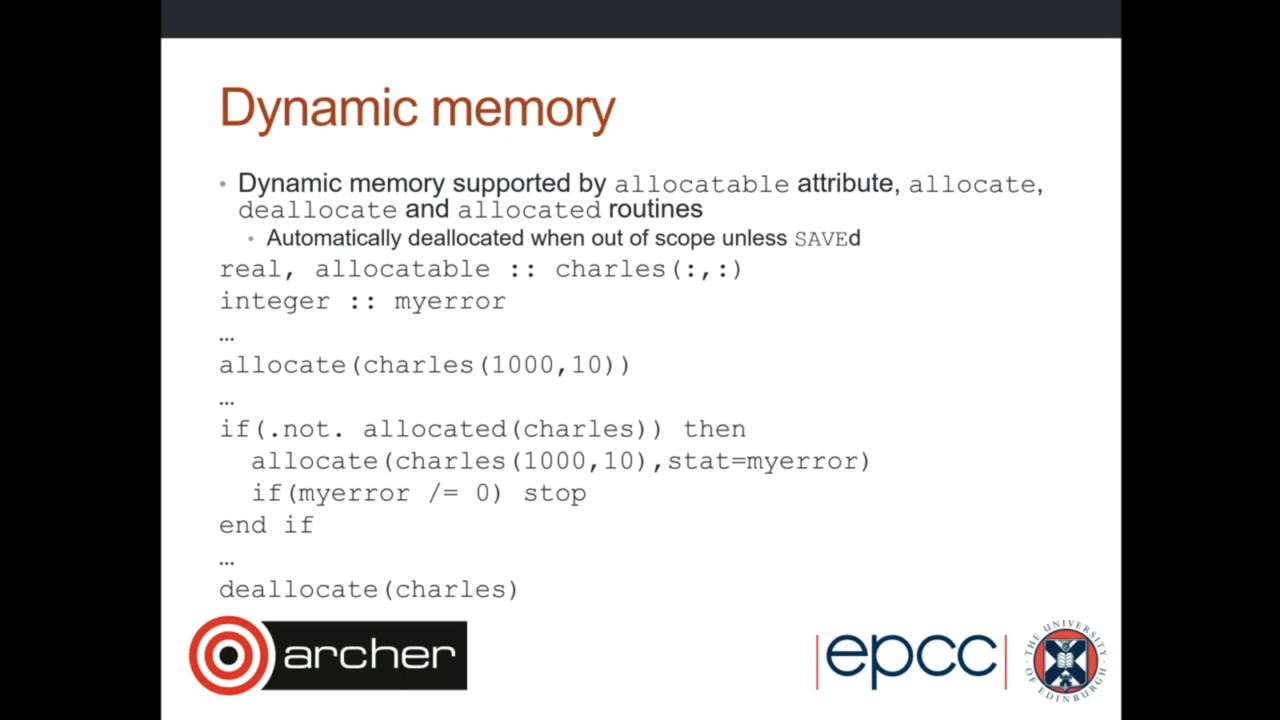 Dynamic memory
• Dynamic memory supported by allocatable attribute, allocate,
deallocate and allocated routines
• Automatically deallocated when out of scope unless SAVEd
real, allocatable :: charles(:,:)
integer :: myerror
…
allocate(charles(1000,10))
…
if(.not. allocated(charles)) then
  allocate(charles(1000,10),stat=myerror)
  if(myerror /= 0) stop
end if
…
deallocate(charles)
archer
epcc
THE UNIVERSITY OF EDINBURGH